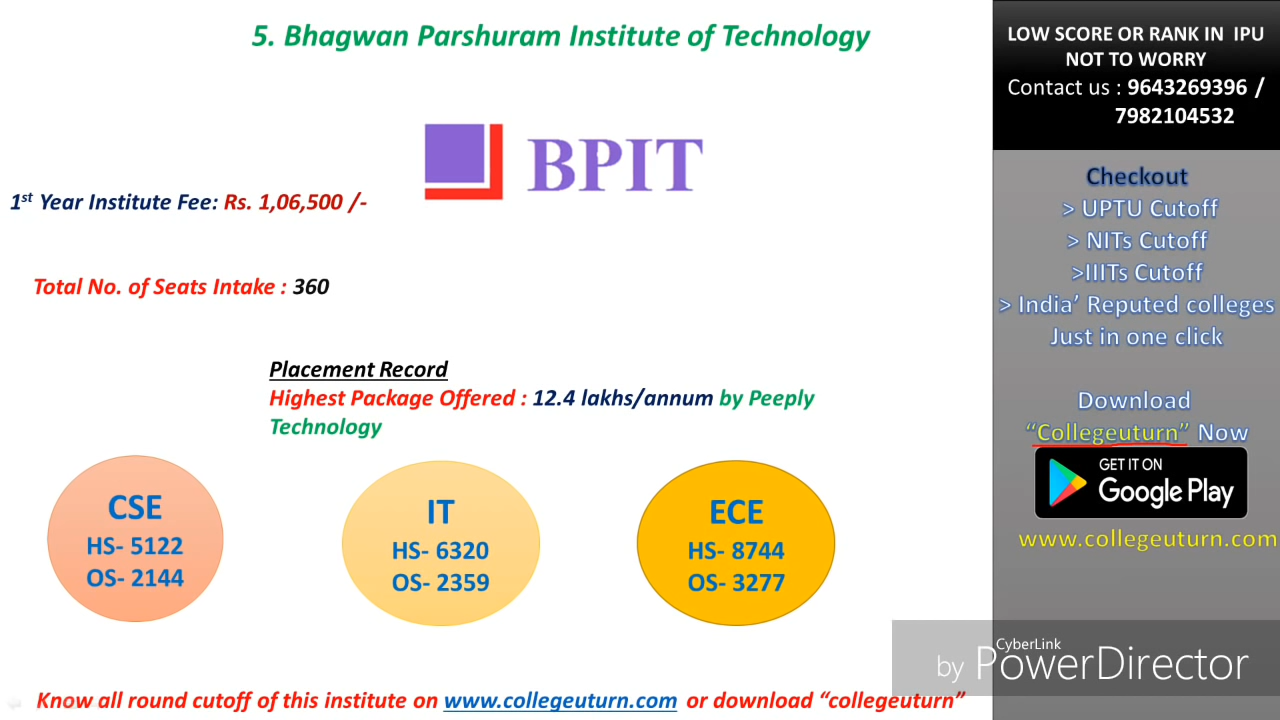 5. Bhagwan Parshuram Institute of Technology
BPIT
1st Year Institute Fee: Rs. 1,06,500 /-
Total No. of Seats Intake : 360
Placement Record
Highest Package Offered : 12.4 lakhs/annum by Peeply
Technology
CSE
HS- 5122
OS- 2144
IT
HS- 6320
OS- 2359
ECE
HS- 8744
OS- 3277
Know all round cutoff of this institute on www.collegeuturn.com or download “collegeuturn”
LOW SCORE OR RANK IN IPU
NOT TO WORRY
Contact us : 9643269396 /
7982104532
Checkout
> UPTU Cutoff
> NITs Cutoff
>IIITs Cutoff
> India’ Reputed colleges
Just in one click
Download
“Collegeuturn” Now
GET IT ON
Google Play
www.collegeuturn.com
CyberLink
by PowerDirector